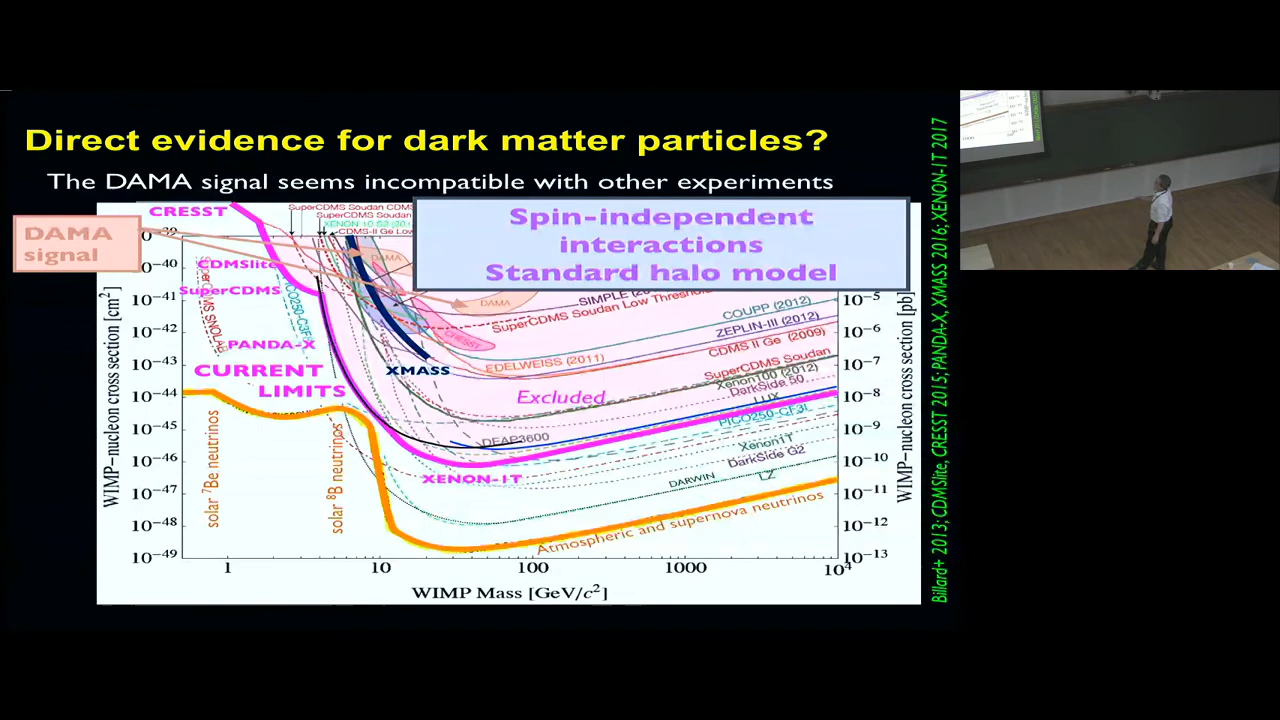 Direct evidence for dark matter particles?
The DAMA signal seems incompatible with other experiments
DAMA
signal
Spin-independent
interactions
Standard halo model
CRESST
SuperCDMS Soudan CDMS
SuperCDMS Soudan
XENON 10 S2
CDMS-II Ge Low
CDMSlite
SuperCDMS
PANDA-X
CURRENT
LIMITS
XMASS
DAMA
DAMA
CRESST
SIMPLE
SuperCDMS Soudan Low Threshold
COUPP (2012)
ZEPLIN-III (2012)
EDELWEISS (2011)
CDMS II Ge (2009)
SuperCDMS Soudan
Xenon100 (2012)
DarkSide 50
LUX
Excluded
PICO250-CF3I
DEAP3600
Xenon1T
DarkSide G2
XENON-1T
DARWIN
LZ
SuperCDMS SNOLAB
solar ⁷Be neutrinos
solar ⁸B neutrinos
Atmospheric and supernova neutrinos
WIMP–nucleon cross section [cm²]
10⁻⁴⁰
10⁻⁴¹
10⁻⁴²
10⁻⁴³
10⁻⁴⁴
10⁻⁴⁵
10⁻⁴⁶
10⁻⁴⁷
10⁻⁴⁸
10⁻⁴⁹
10⁻⁵
10⁻⁶
10⁻⁷
10⁻⁸
10⁻⁹
10⁻¹⁰
10⁻¹¹
10⁻¹²
10⁻¹³
WIMP–nucleon cross section [pb]
1 10 100 1000 10⁴
WIMP Mass [GeV/c²]
Billard+ 2013; CDMSlite, CRESST 2015; PANDA-X, XMASS 2016; XENON-1T 2017